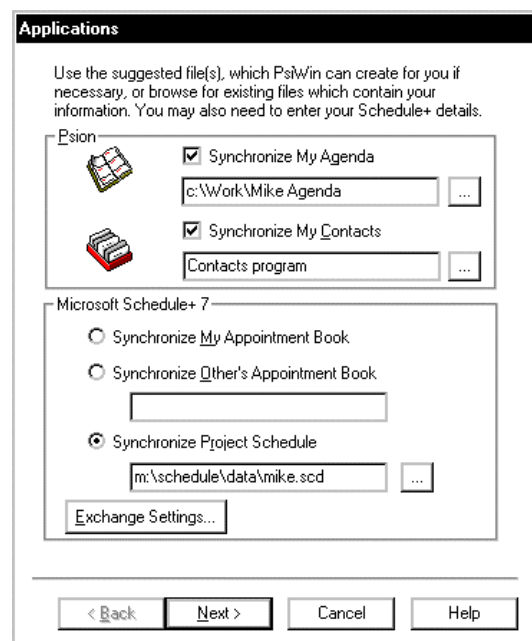 Applications
Use the suggested file(s), which PsiWin can create for you if
necessary, or browse for existing files which contain your
information. You may also need to enter your Schedule+ details.
Psion
Synchronize My Agenda
c:\Work\Mike Agenda
...
Synchronize My Contacts
Contacts program
...
Microsoft Schedule+ 7
Synchronize My Appointment Book
Synchronize Other's Appointment Book
Synchronize Project Schedule
m:\schedule\data\mike.scd
...
Exchange Settings...
< Back Next > Cancel Help